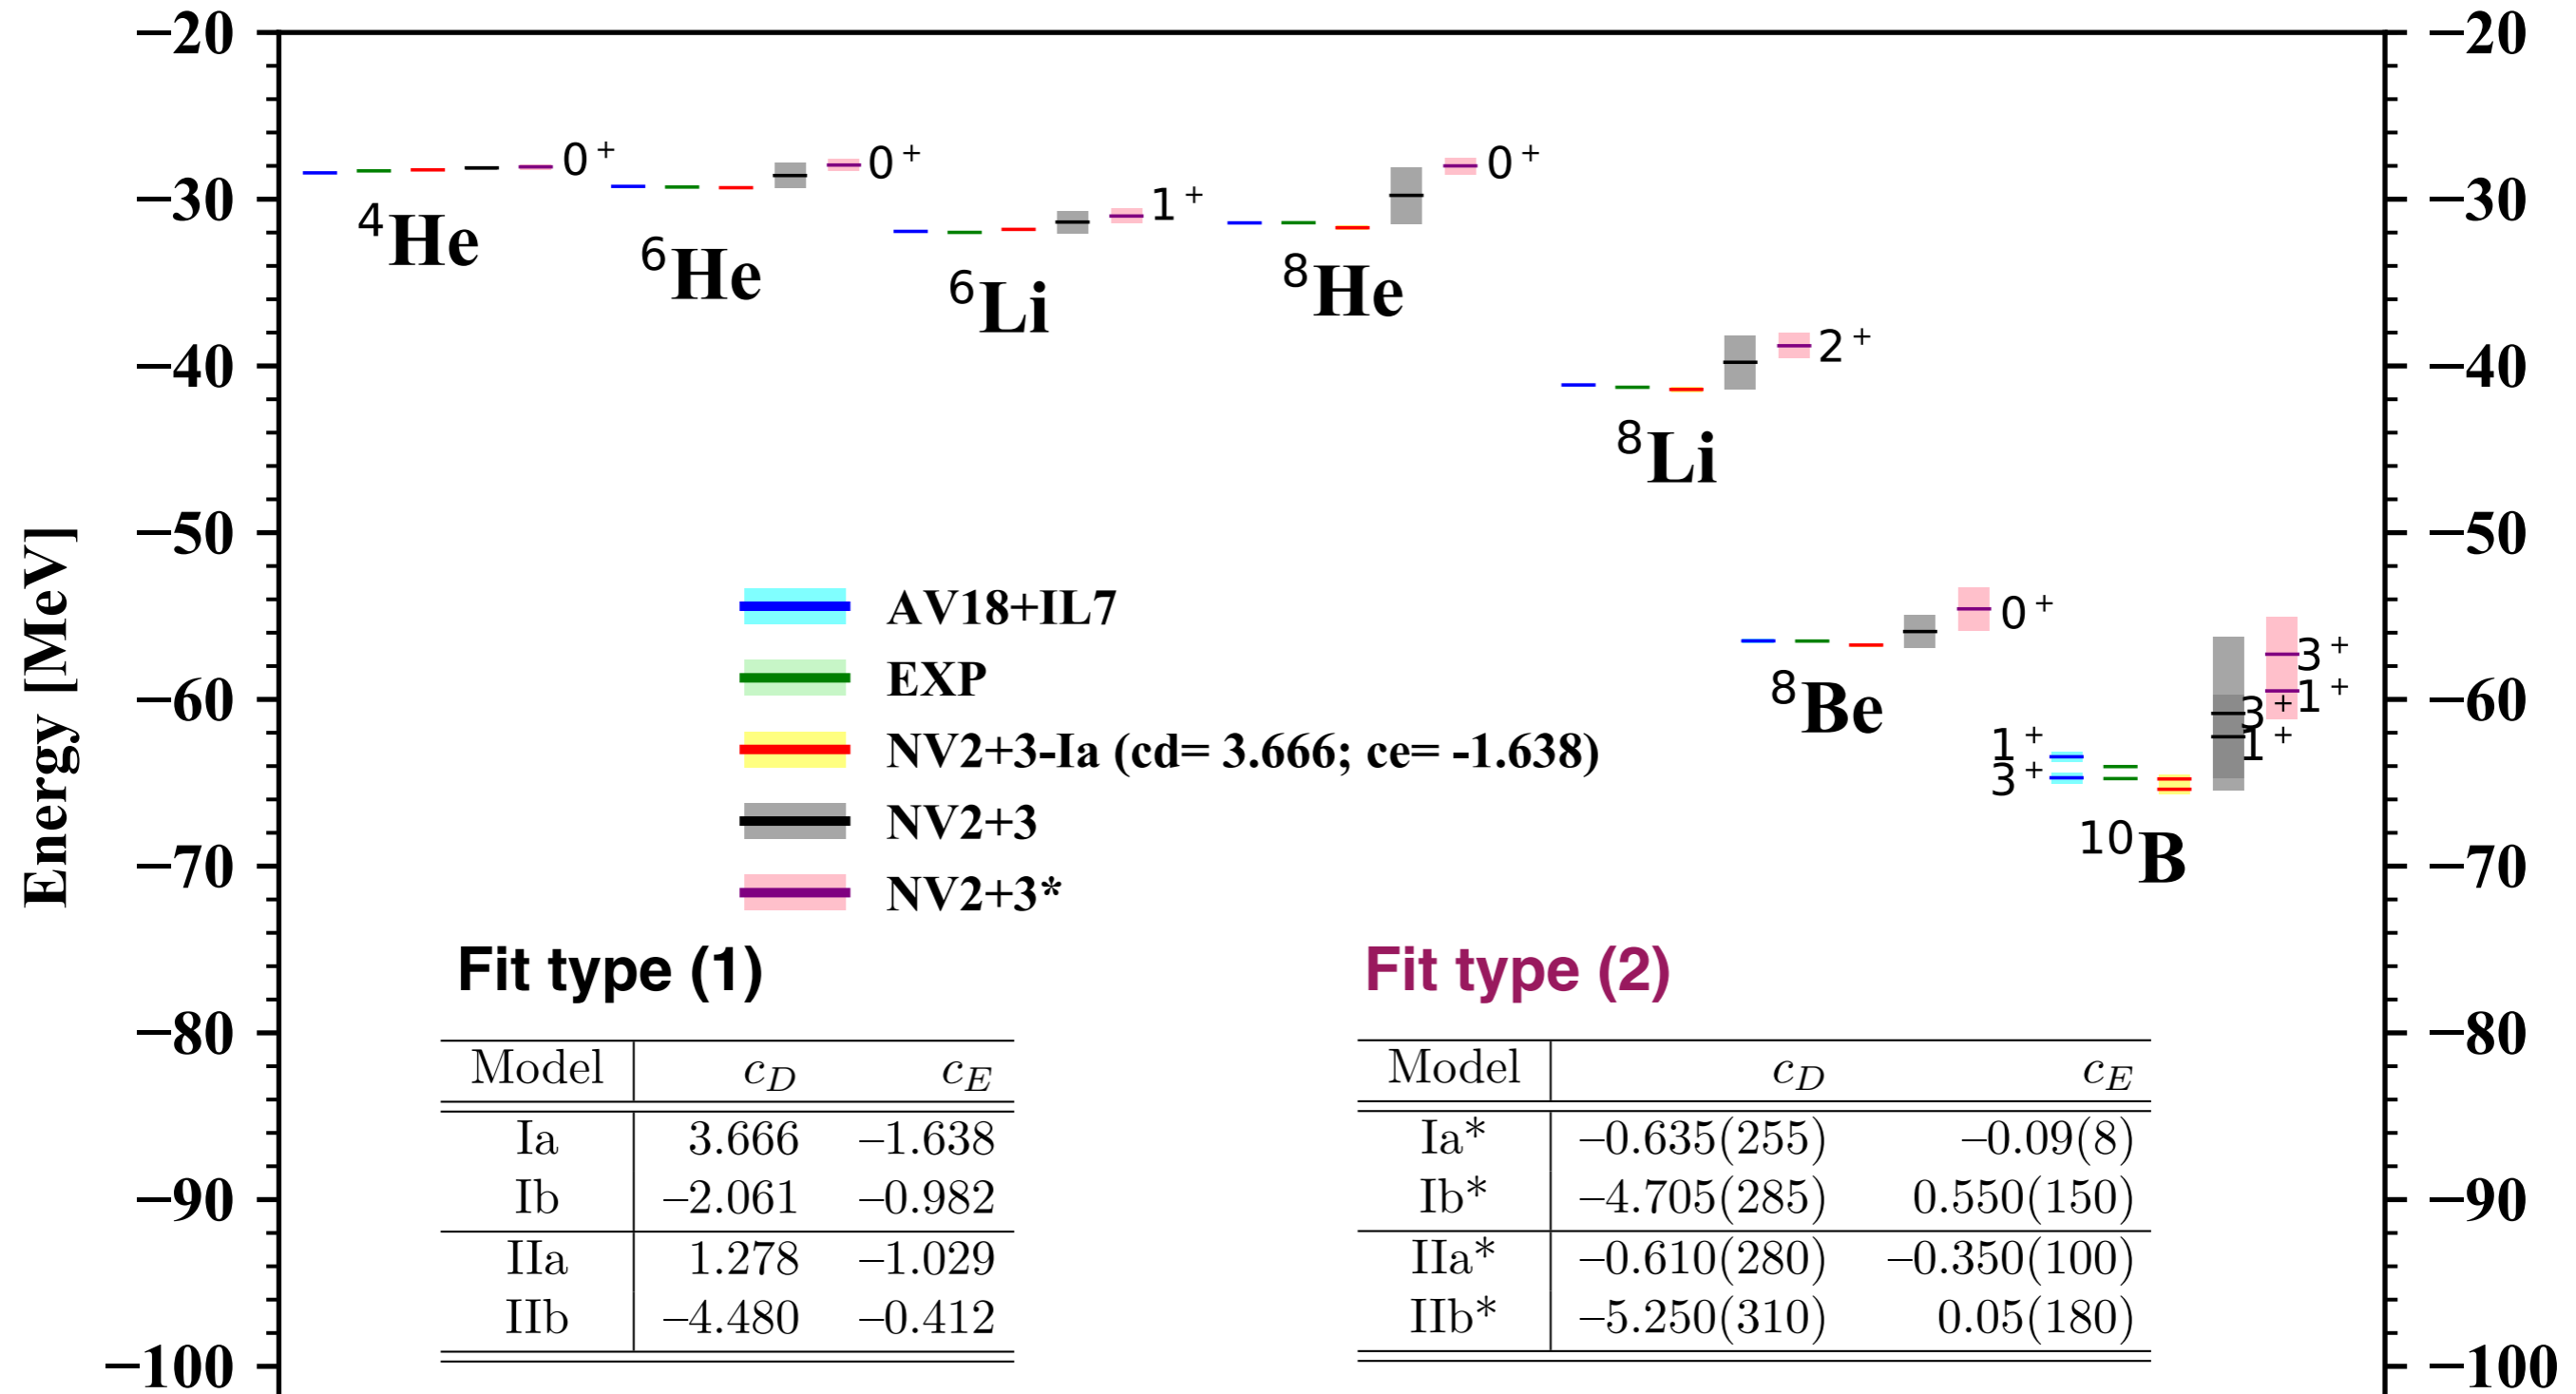 −20 −20
0⁺ 0⁺ 1⁺ 0⁺
−30 −30
⁴He ⁶He ⁶Li ⁸He
2⁺
−40 −40
⁸Li
−50 −50
Energy [MeV]
AV18+IL7
EXP
NV2+3-Ia (cd= 3.666; ce= -1.638)
NV2+3
NV2+3*
0⁺
⁸Be
3⁺
1⁺
−60 −60
3⁺
1⁺
1⁺
3⁺
¹⁰B
−70 −70
Fit type (1)
Model c_D c_E
Ia 3.666 –1.638
Ib –2.061 –0.982
IIa 1.278 –1.029
IIb –4.480 –0.412
Fit type (2)
Model c_D c_E
Ia* –0.635(255) –0.09(8)
Ib* –4.705(285) 0.550(150)
IIa* –0.610(280) –0.350(100)
IIb* –5.250(310) 0.05(180)
−80 −80
−90 −90
−100 −100